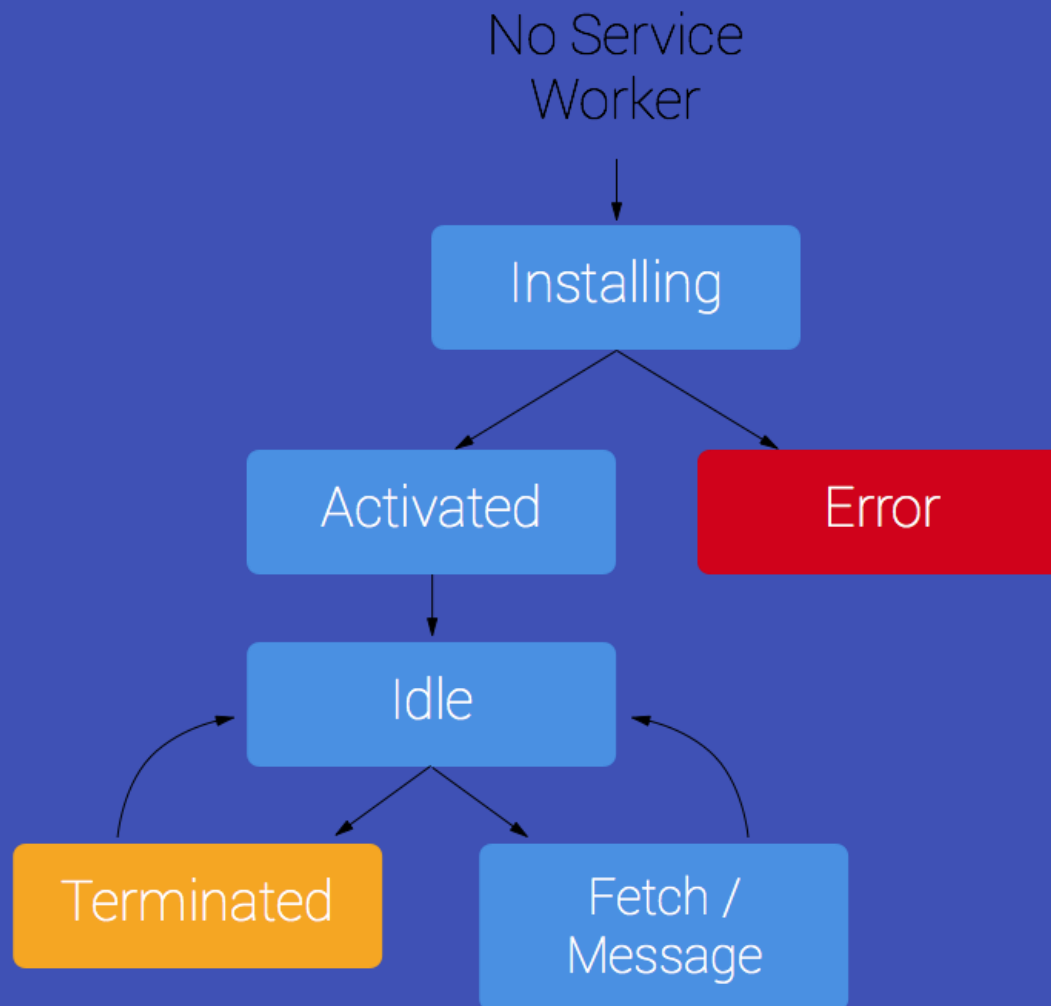 No Service
Worker
Installing
Activated
Error
Idle
Terminated
Fetch /
Message